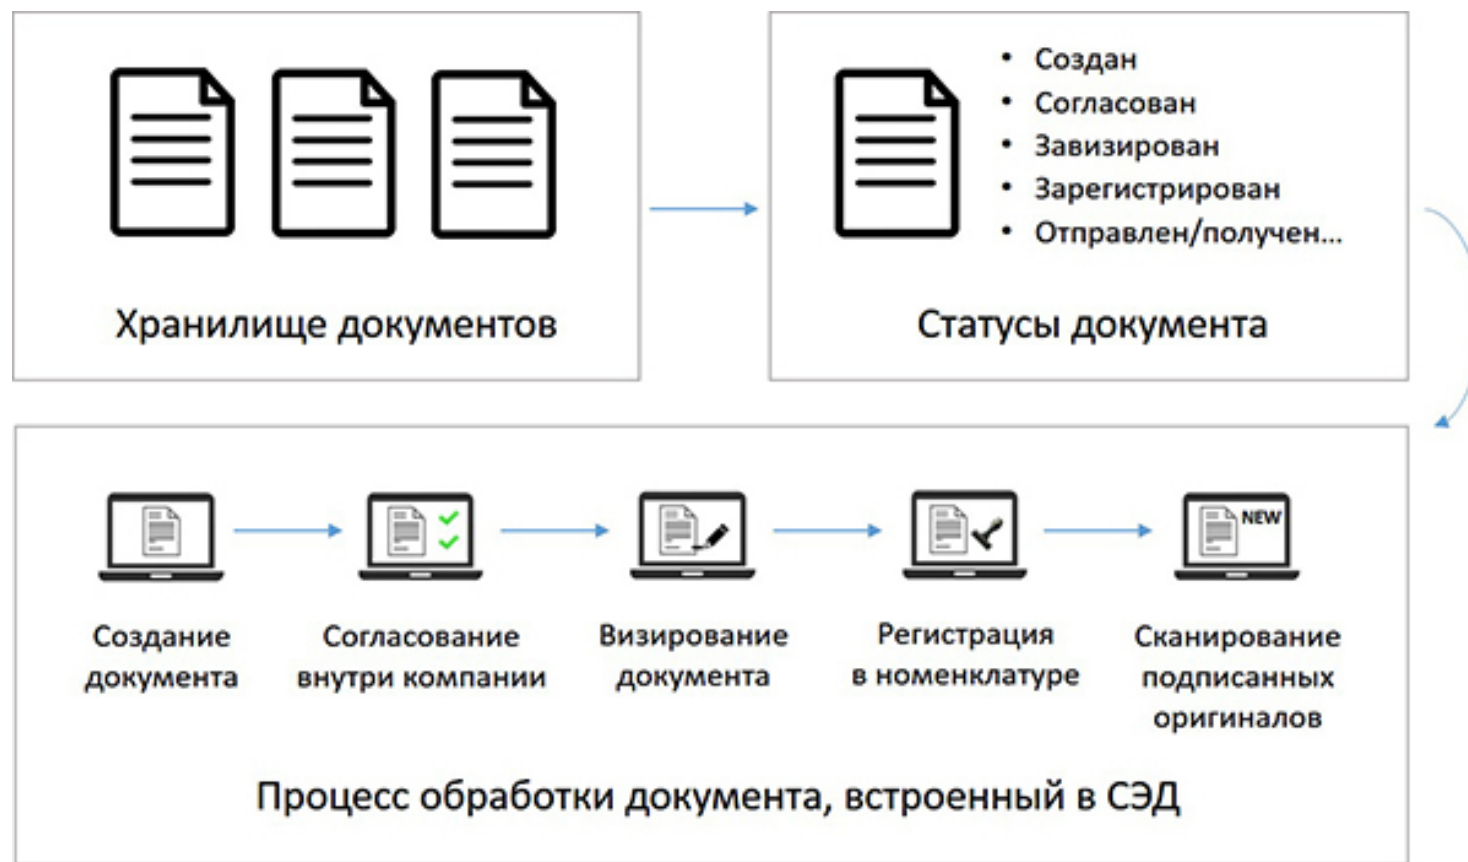 • Создан
• Согласован
• Завизирован
• Зарегистрирован
• Отправлен/получен...
Хранилище документов
Статусы документа
NEW
Создание
документа
Согласование
внутри компании
Визирование
документа
Регистрация
в номенклатуре
Сканирование
подписанных
оригиналов
Процесс обработки документа, встроенный в СЭД